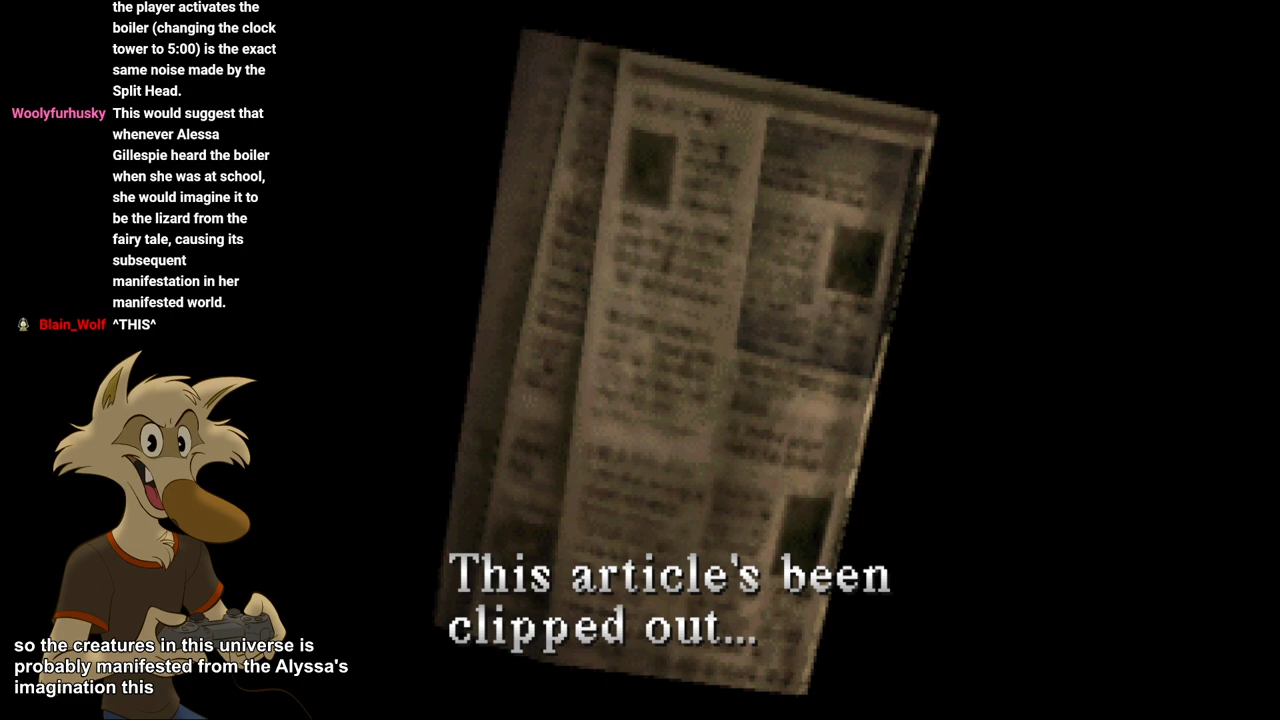 the player activates the
boiler (changing the clock
tower to 5:00) is the exact
same noise made by the
Split Head.
Woolyfurhusky This would suggest that
whenever Alessa
Gillespie heard the boiler
when she was at school,
she would imagine it to
be the lizard from the
fairy tale, causing its
subsequent
manifestation in her
manifested world.
Blain_Wolf ^THIS^
This article's been
clipped out...
so the creatures in this universe is
probably manifested from the Alyssa's
imagination this